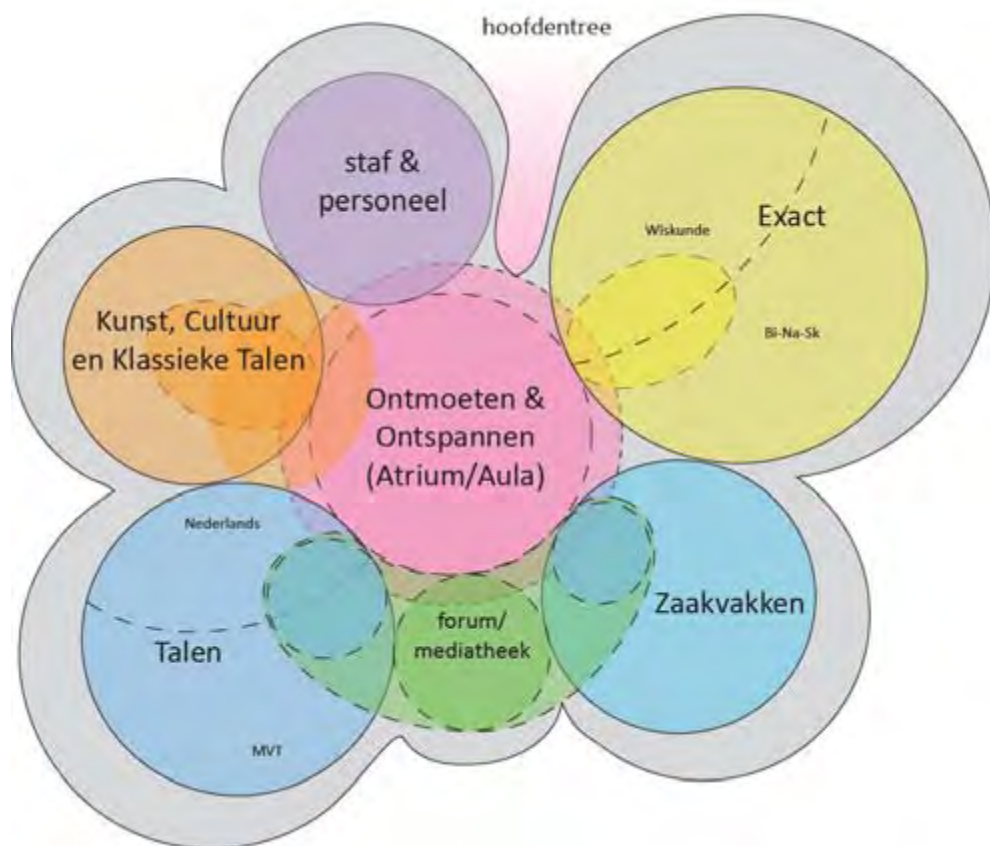 hoofdentree
staf &
personeel
Exact
Wiskunde
Bi-Na-Sk
Kunst, Cultuur
en Klassieke Talen
Ontmoeten &
Ontspannen
(Atrium/Aula)
Nederlands
Talen
MVT
forum/
mediatheek
Zaakvakken